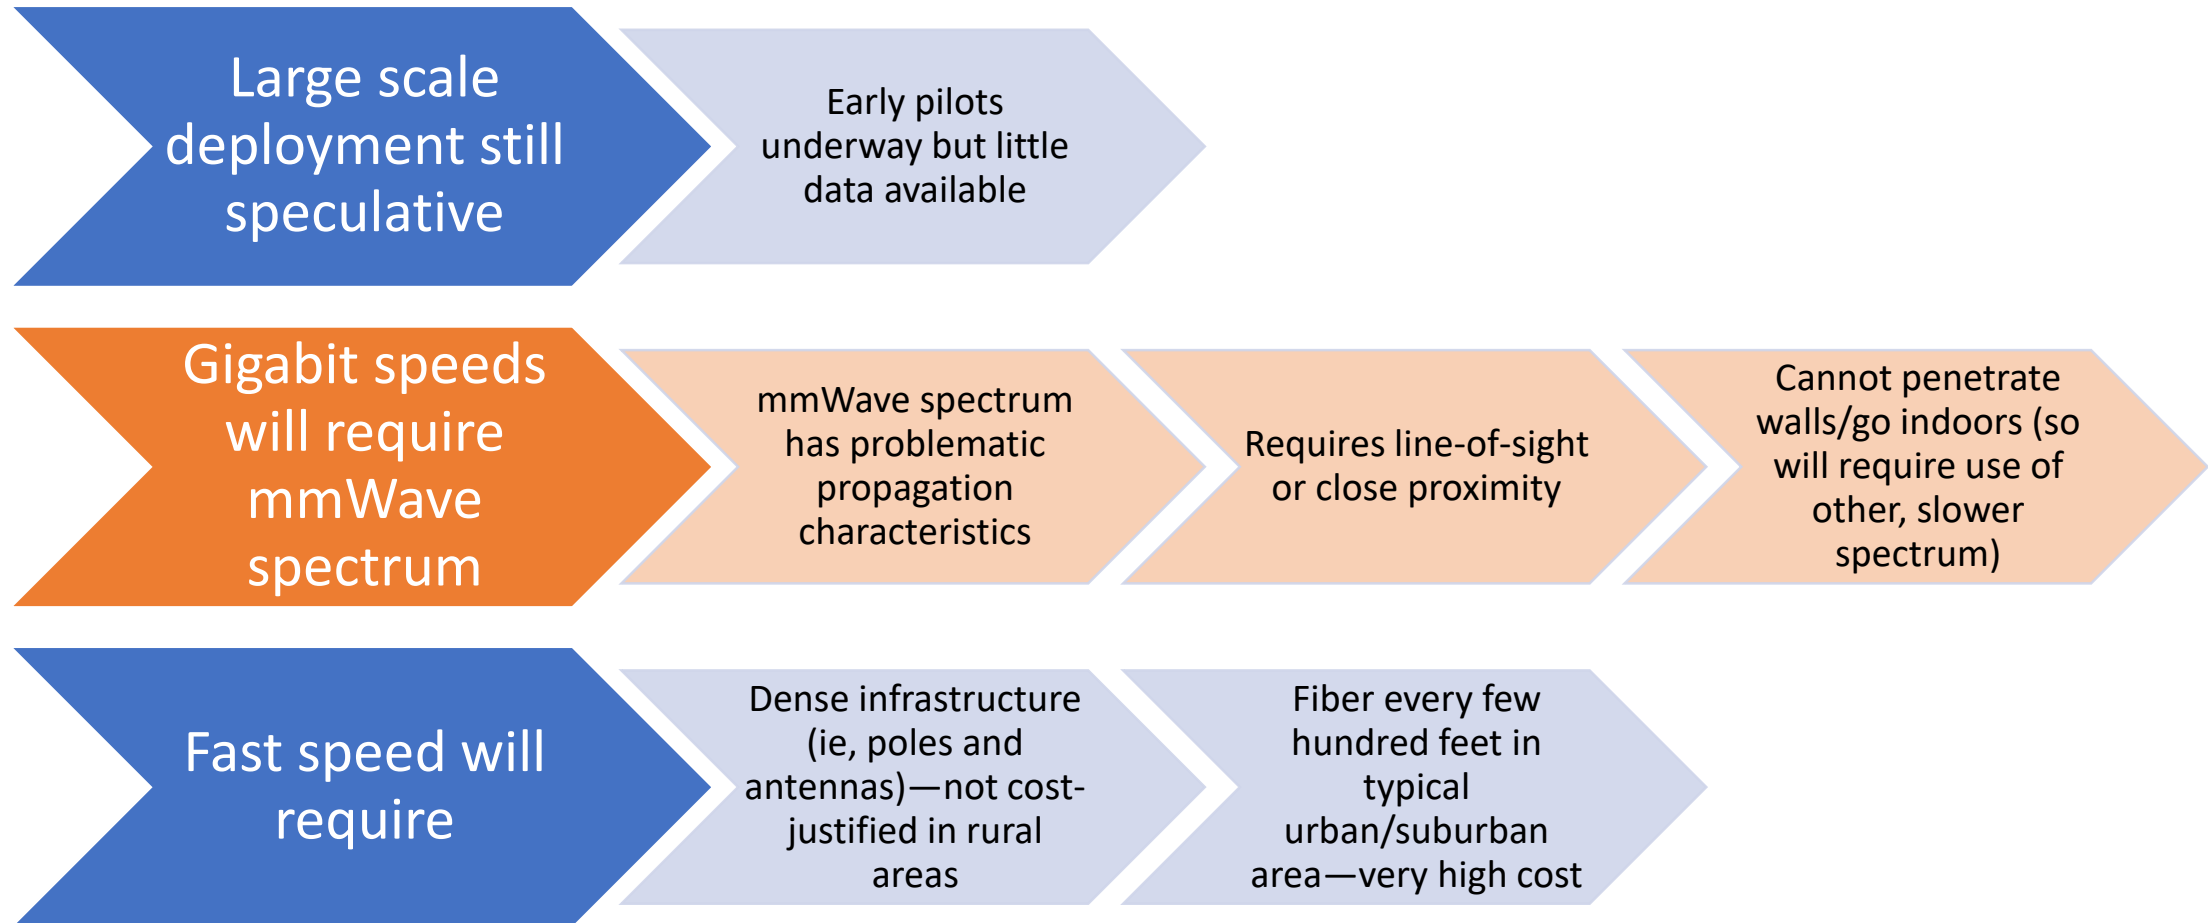 Large scale
deployment still
speculative
Early pilots
underway but little
data available
Gigabit speeds
will require
mmWave
spectrum
mmWave spectrum
has problematic
propagation
characteristics
Requires line-of-sight
or close proximity
Cannot penetrate
walls/go indoors (so
will require use of
other, slower
spectrum)
Fast speed will
require
Dense infrastructure
(ie, poles and
antennas)—not cost-
justified in rural
areas
Fiber every few
hundred feet in
typical
urban/suburban
area—very high cost